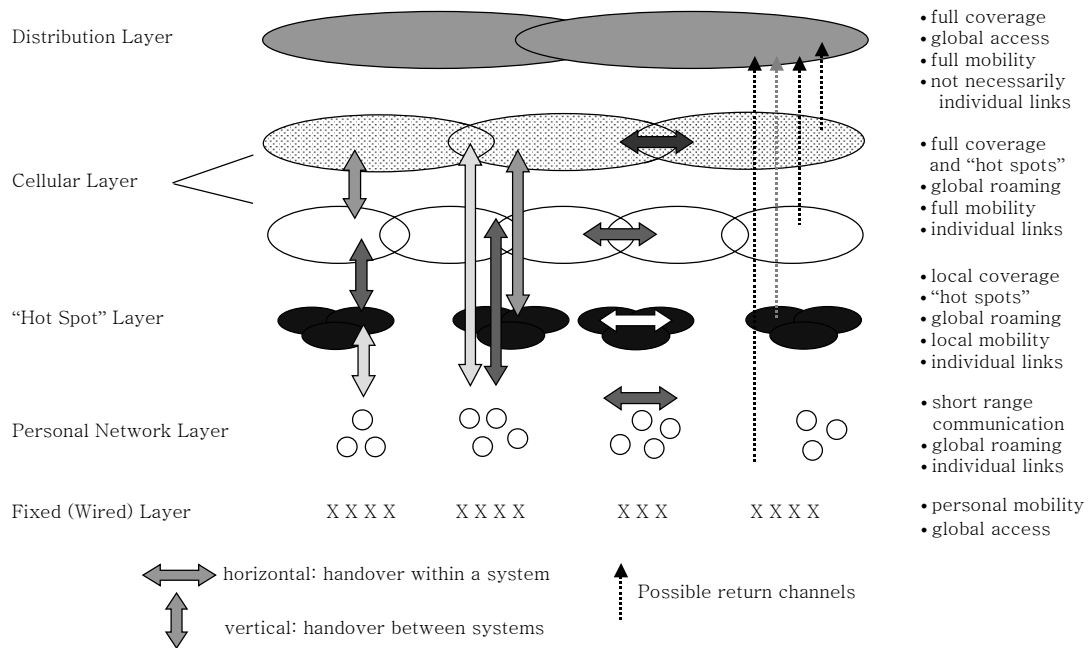 Distribution Layer
• full coverage
• global access
• full mobility
• not necessarily
individual links
Cellular Layer
• full coverage
and “hot spots”
• global roaming
• full mobility
• individual links
“Hot Spot” Layer
• local coverage
• “hot spots”
• global roaming
• local mobility
• individual links
Personal Network Layer
• short range
communication
• global roaming
• individual links
Fixed (Wired) Layer
X X X X
X X X X
X X X
X X X X
• personal mobility
• global access
horizontal: handover within a system
vertical: handover between systems
Possible return channels